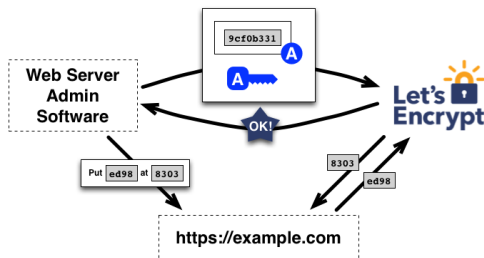 9cf0b331
A
A
Web Server
Admin
Software
OK!
Let's
Encrypt
8303
ed98
Put ed98 at 8303
https://example.com